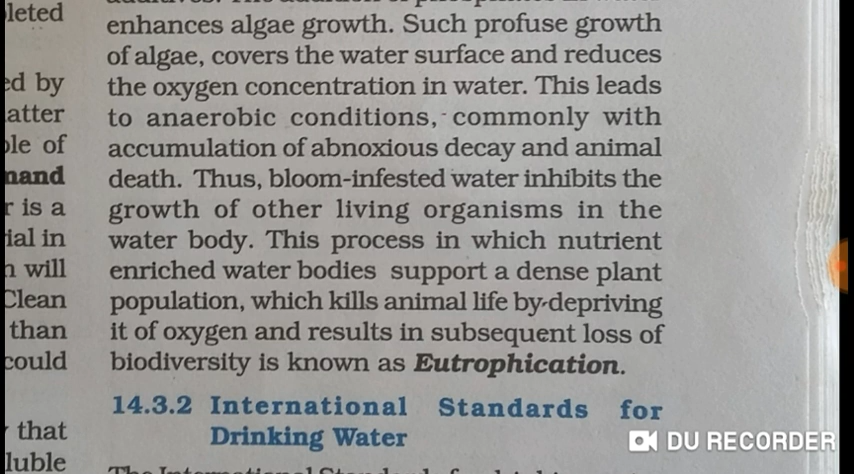 leted
ed by
atter
ole of
mand
r is a
ial in
n will
Clean
than
could
that
luble
enhances algae growth. Such profuse growth
of algae, covers the water surface and reduces
the oxygen concentration in water. This leads
to anaerobic conditions, commonly with
accumulation of abnoxious decay and animal
death. Thus, bloom-infested water inhibits the
growth of other living organisms in the
water body. This process in which nutrient
enriched water bodies support a dense plant
population, which kills animal life by-depriving
it of oxygen and results in subsequent loss of
biodiversity is known as Eutrophication.
14.3.2 International Standards for
Drinking Water
DU RECORDER